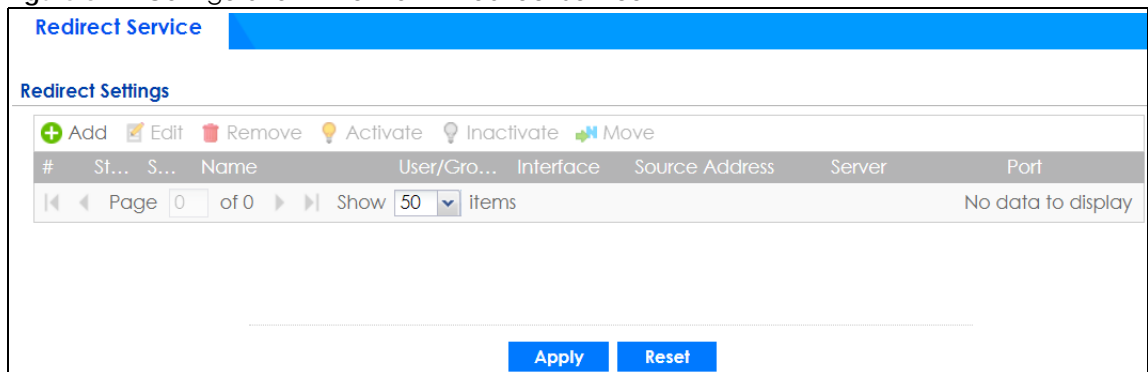 Redirect Service
Redirect Settings
Add Edit Remove Activate Inactivate Move
# St... S... Name User/Gro... Interface Source Address Server Port
Page 0 of 0 Show 50 items No data to display
Apply Reset